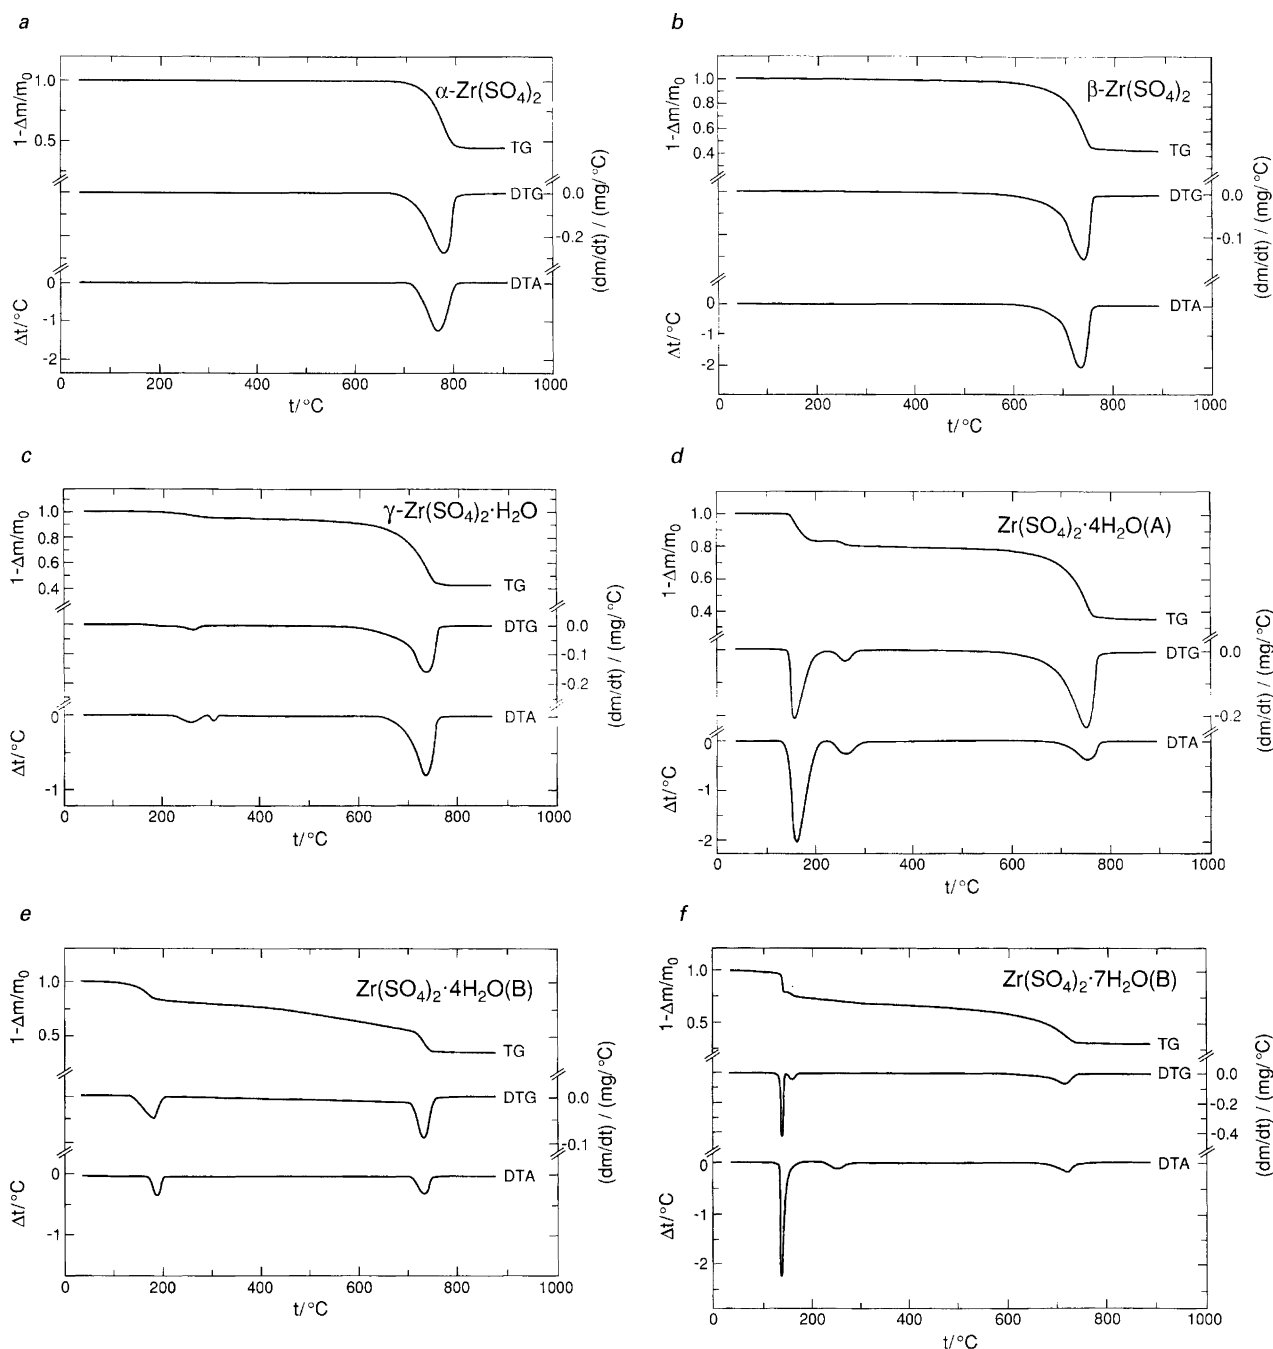 a
α-Zr(SO₄)₂
1-Δm/m₀
1.0
0.5
TG
DTG
0.0
-0.2
(dm/dt) / (mg/°C)
DTA
Δt/°C
0
-1
-2
0 200 400 600 800 1000
t/°C
b
β-Zr(SO₄)₂
1-Δm/m₀
1.0
0.8
0.6
0.4
TG
DTG
0.0
-0.1
(dm/dt) / (mg/°C)
DTA
Δt/°C
0
-1
-2
0 200 400 600 800 1000
t/°C
c
γ-Zr(SO₄)₂·H₂O
1-Δm/m₀
1.0
0.8
0.6
0.4
TG
DTG
0.0
-0.1
-0.2
(dm/dt) / (mg/°C)
DTA
Δt/°C
0
-1
0 200 400 600 800 1000
t/°C
d
Zr(SO₄)₂·4H₂O(A)
1-Δm/m₀
1.0
0.8
0.6
0.4
TG
DTG
0.0
-0.2
(dm/dt) / (mg/°C)
DTA
Δt/°C
0
-1
-2
0 200 400 600 800 1000
t/°C
e
Zr(SO₄)₂·4H₂O(B)
1-Δm/m₀
1.0
0.5
TG
DTG
0.0
-0.1
(dm/dt) / (mg/°C)
DTA
Δt/°C
0
-1
0 200 400 600 800 1000
t/°C
f
Zr(SO₄)₂·7H₂O(B)
1-Δm/m₀
1.0
0.75
0.5
TG
DTG
0.0
-0.2
-0.4
(dm/dt) / (mg/°C)
DTA
Δt/°C
0
-1
-2
0 200 400 600 800 1000
t/°C